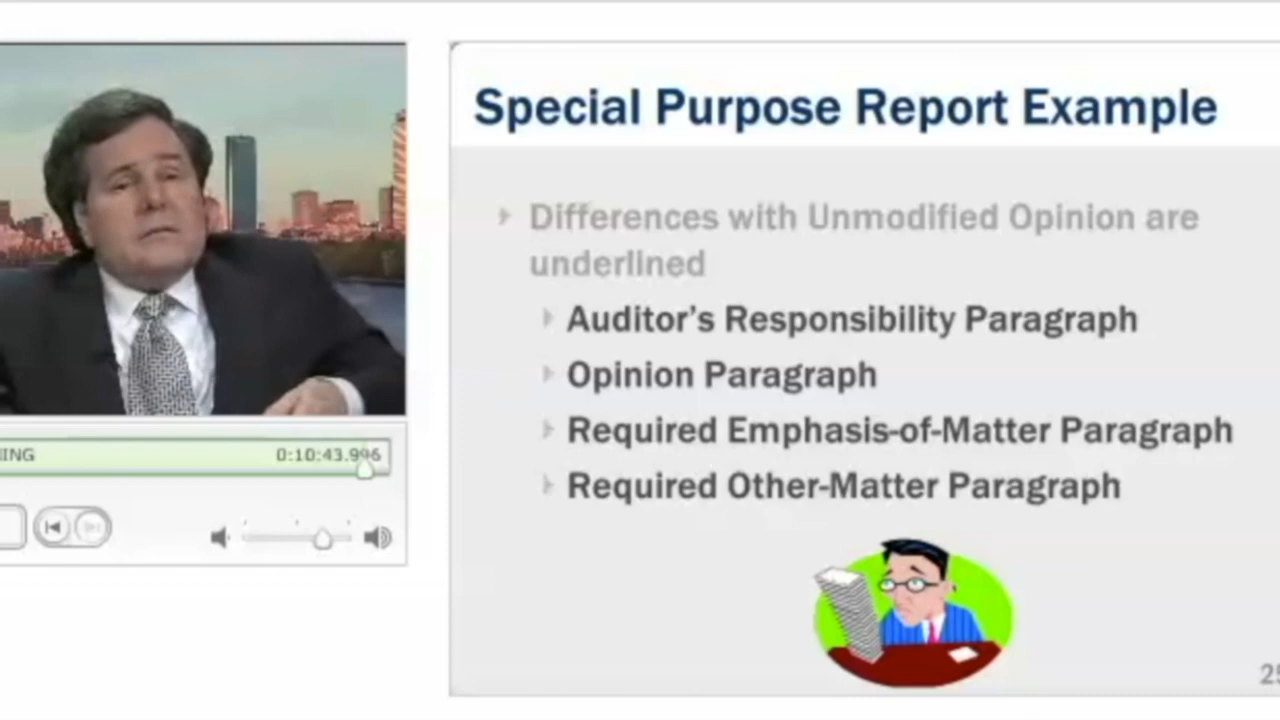 Special Purpose Report Example
Differences with Unmodified Opinion are
underlined
Auditor's Responsibility Paragraph
Opinion Paragraph
Required Emphasis-of-Matter Paragraph
Required Other-Matter Paragraph
ING
0:10:43.996
25